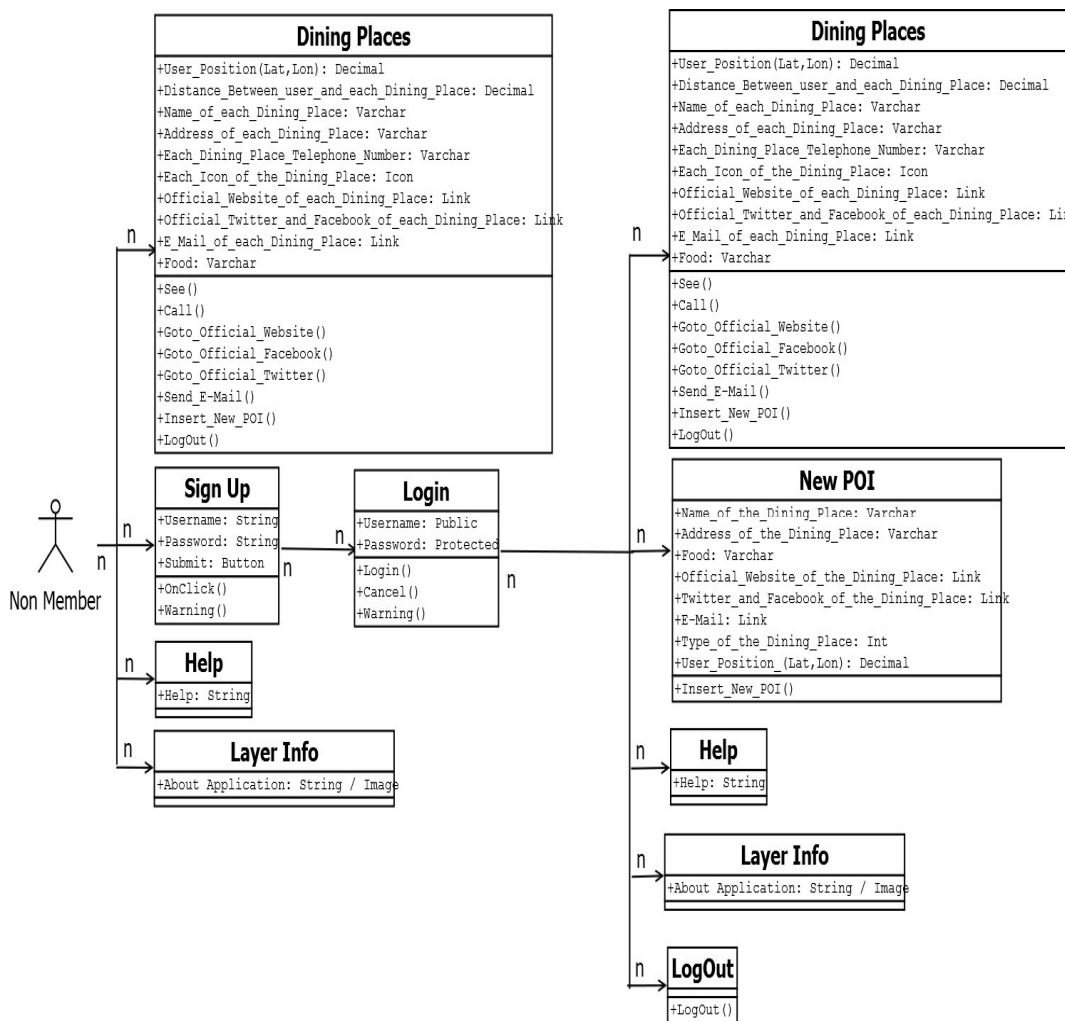 Dining Places
+User_Position(Lat,Lon): Decimal
+Distance_Between_user_and_each_Dining_Place: Decimal
+Name_of_each_Dining_Place: Varchar
+Address_of_each_Dining_Place: Varchar
+Each_Dining_Place_Telephone_Number: Varchar
+Each_Icon_of_the_Dining_Place: Icon
+Official_Website_of_each_Dining_Place: Link
+Official_Twitter_and_Facebook_of_each_Dining_Place: Link
+E_Mail_of_each_Dining_Place: Link
+Food: Varchar
+See()
+Call()
+Goto_Official_Website()
+Goto_Official_Facebook()
+Goto_Official_Twitter()
+Send_E-Mail()
+Insert_New_POI()
+LogOut()
n
Non Member
n
n
Sign Up
+Username: String
+Password: String
+Submit: Button
+OnClick()
+Warning()
n
n
Login
+Username: Public
+Password: Protected
+Login()
+Cancel()
+Warning()
n
n
Help
+Help: String
n
Layer Info
+About Application: String / Image
n
Dining Places
+User_Position(Lat,Lon): Decimal
+Distance_Between_user_and_each_Dining_Place: Decimal
+Name_of_each_Dining_Place: Varchar
+Address_of_each_Dining_Place: Varchar
+Each_Dining_Place_Telephone_Number: Varchar
+Each_Icon_of_the_Dining_Place: Icon
+Official_Website_of_each_Dining_Place: Link
+Official_Twitter_and_Facebook_of_each_Dining_Place: Lin
+E_Mail_of_each_Dining_Place: Link
+Food: Varchar
+See()
+Call()
+Goto_Official_Website()
+Goto_Official_Facebook()
+Goto_Official_Twitter()
+Send_E-Mail()
+Insert_New_POI()
+LogOut()
n
New POI
+Name_of_the_Dining_Place: Varchar
+Address_of_the_Dining_Place: Varchar
+Food: Varchar
+Official_Website_of_the_Dining_Place: Link
+Twitter_and_Facebook_of_the_Dining_Place: Link
+E-Mail: Link
+Type_of_the_Dining_Place: Int
+User_Position_(Lat,Lon): Decimal
+Insert_New_POI()
n
Help
+Help: String
n
Layer Info
+About Application: String / Image
n
LogOut
+LogOut()